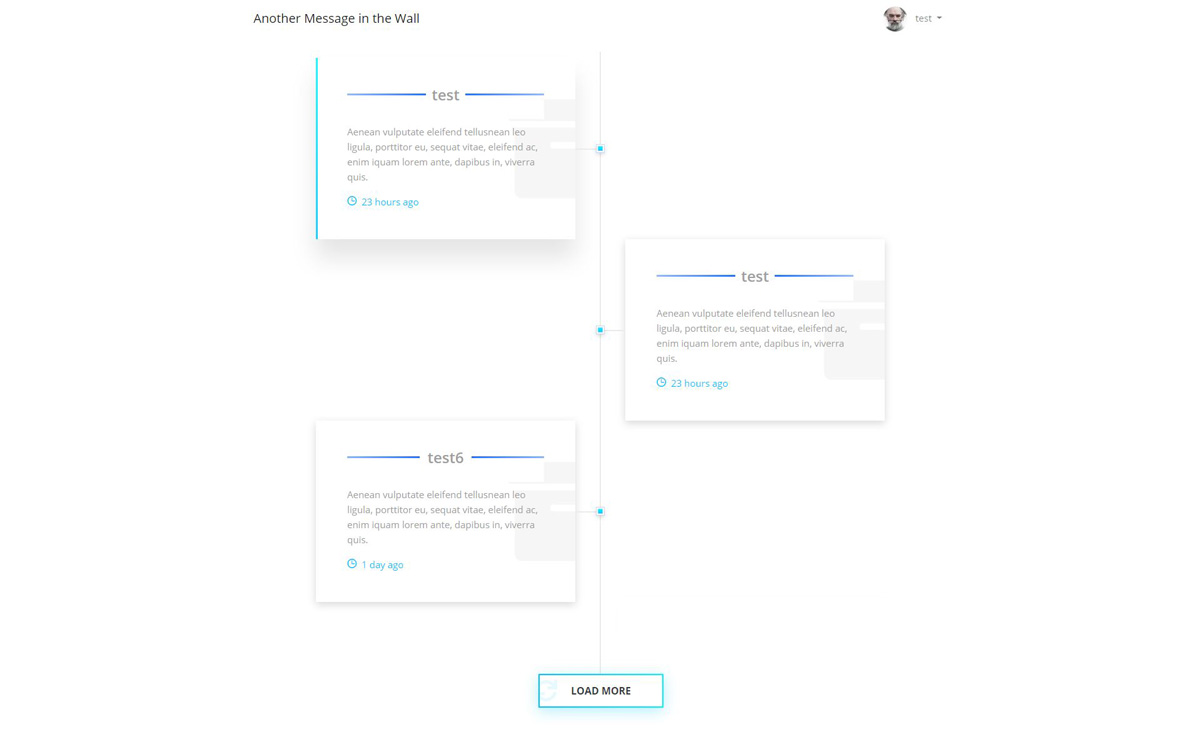 Another Message in the Wall
test
test
Aenean vulputate eleifend tellusnean leo
ligula, porttitor eu, sequat vitae, eleifend ac,
enim iquam lorem ante, dapibus in, viverra
quis.
23 hours ago
test
Aenean vulputate eleifend tellusnean leo
ligula, porttitor eu, sequat vitae, eleifend ac,
enim iquam lorem ante, dapibus in, viverra
quis.
23 hours ago
test6
Aenean vulputate eleifend tellusnean leo
ligula, porttitor eu, sequat vitae, eleifend ac,
enim iquam lorem ante, dapibus in, viverra
quis.
1 day ago
LOAD MORE